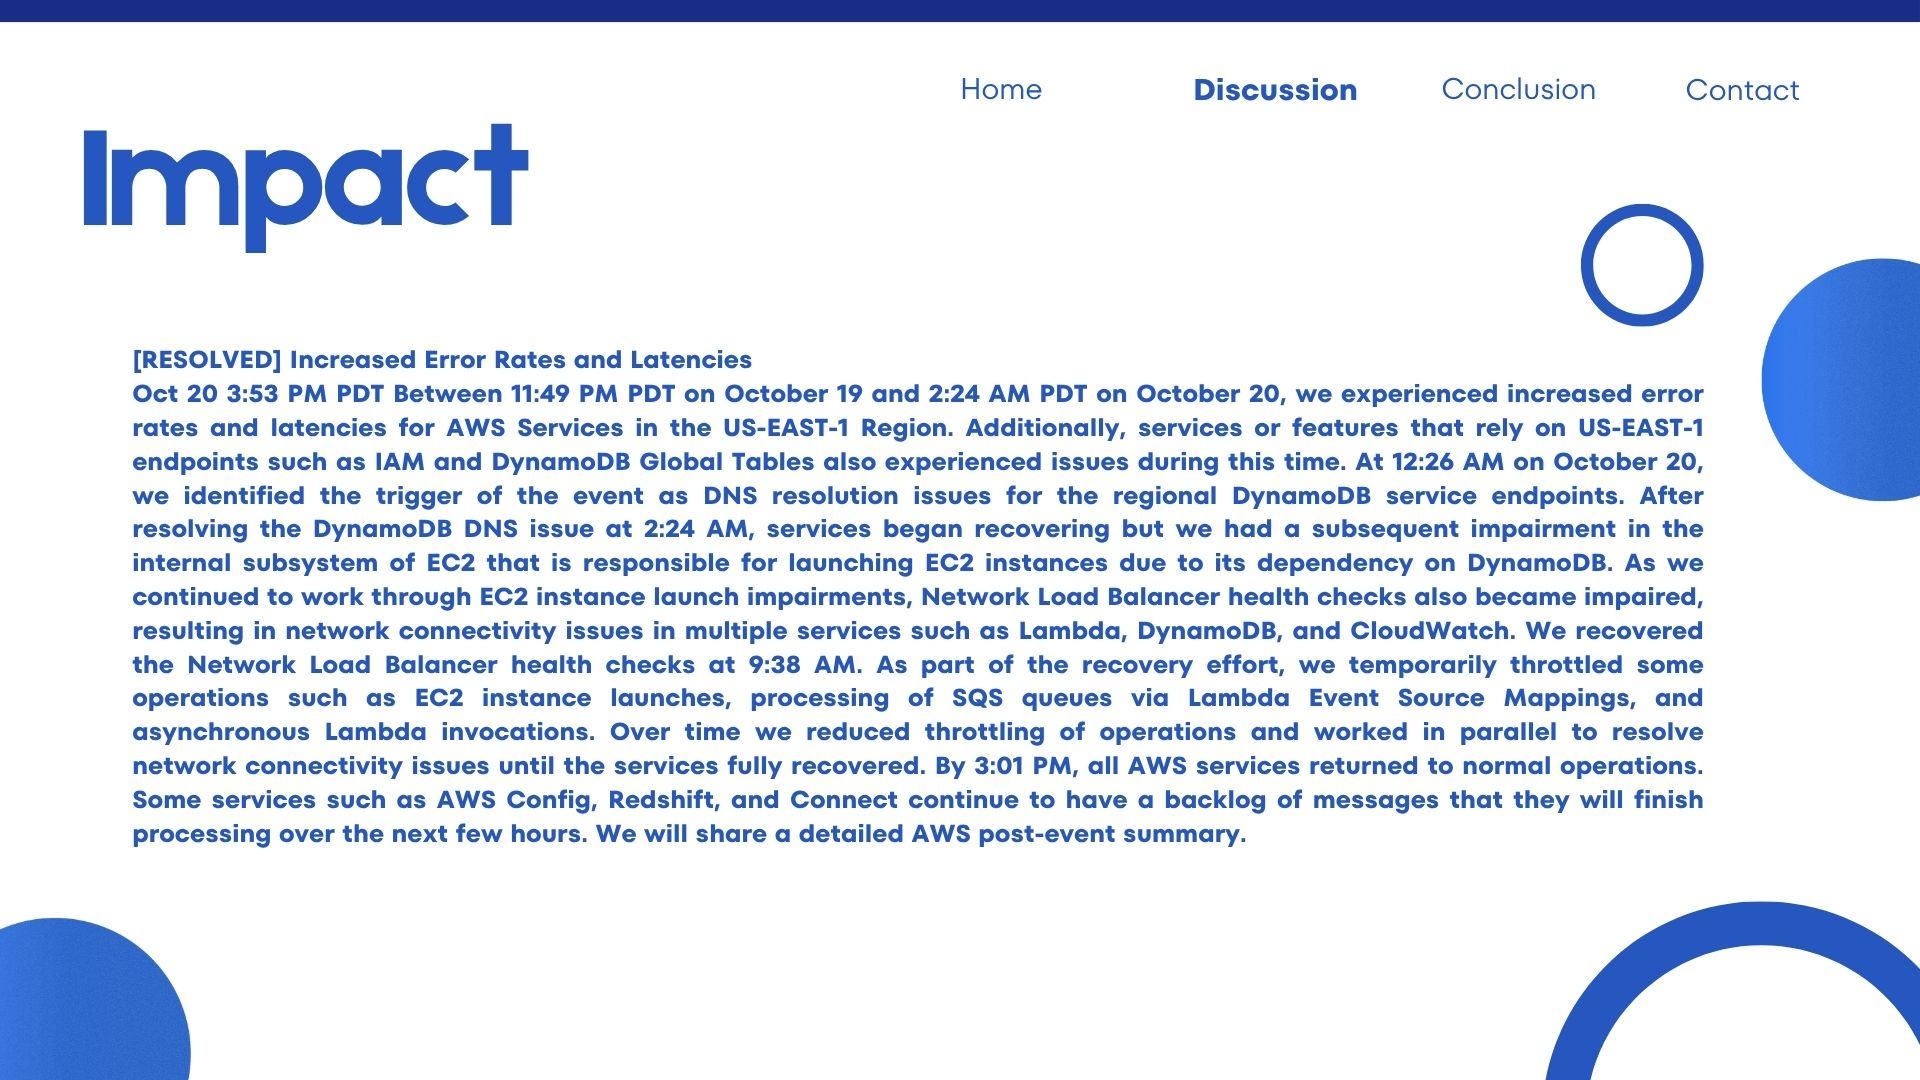 Home Discussion Conclusion Contact
Impact
[RESOLVED] Increased Error Rates and Latencies
Oct 20 3:53 PM PDT Between 11:49 PM PDT on October 19 and 2:24 AM PDT on October 20, we experienced increased error
rates and latencies for AWS Services in the US-EAST-1 Region. Additionally, services or features that rely on US-EAST-1
endpoints such as IAM and DynamoDB Global Tables also experienced issues during this time. At 12:26 AM on October 20,
we identified the trigger of the event as DNS resolution issues for the regional DynamoDB service endpoints. After
resolving the DynamoDB DNS issue at 2:24 AM, services began recovering but we had a subsequent impairment in the
internal subsystem of EC2 that is responsible for launching EC2 instances due to its dependency on DynamoDB. As we
continued to work through EC2 instance launch impairments, Network Load Balancer health checks also became impaired,
resulting in network connectivity issues in multiple services such as Lambda, DynamoDB, and CloudWatch. We recovered
the Network Load Balancer health checks at 9:38 AM. As part of the recovery effort, we temporarily throttled some
operations such as EC2 instance launches, processing of SQS queues via Lambda Event Source Mappings, and
asynchronous Lambda invocations. Over time we reduced throttling of operations and worked in parallel to resolve
network connectivity issues until the services fully recovered. By 3:01 PM, all AWS services returned to normal operations.
Some services such as AWS Config, Redshift, and Connect continue to have a backlog of messages that they will finish
processing over the next few hours. We will share a detailed AWS post-event summary.